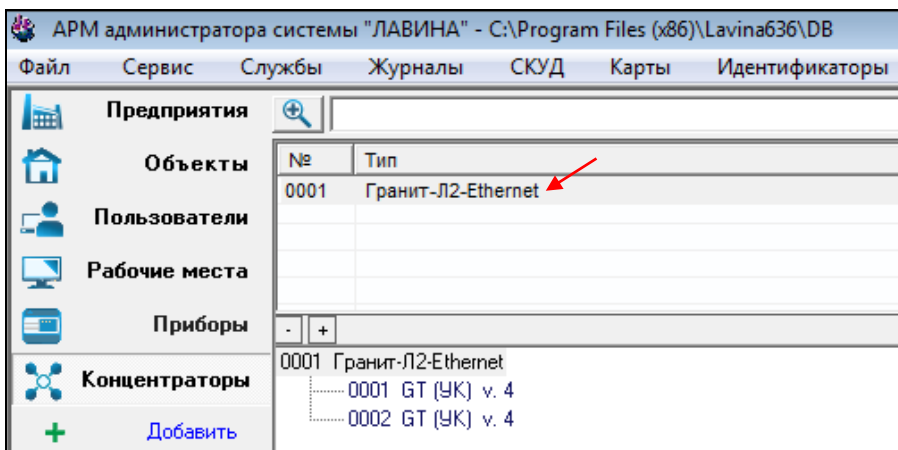 АРМ администратора системы "ЛАВИНА" - C:\Program Files (x86)\Lavina636\DB
Файл Сервис Службы Журналы СКУД Карты Идентификаторы
Предприятия
Объекты
Пользователи
Рабочие места
Приборы
Концентраторы
Добавить
№ Тип
0001 Гранит-Л2-Ethernet
- +
0001 Гранит-Л2-Ethernet
0001 GT (УК) v. 4
0002 GT (УК) v. 4